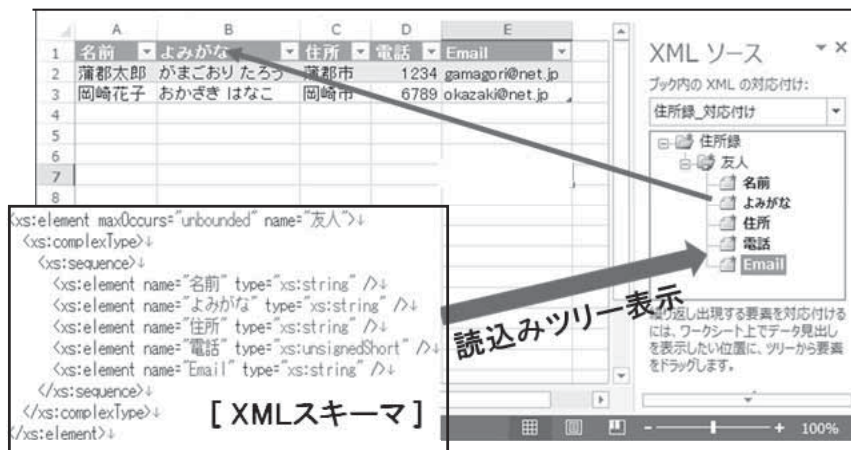 A B C D E
1 名前 よみがな 住所 電話 Email
2 蒲郡太郎 がまごおり たろう 蒲郡市 1234 gamagori@net.jp
3 岡崎花子 おかざき はなこ 岡崎市 6789 okazaki@net.jp
4
5
6
7
8
XML ソース
ブック内の XML の対応付け:
住所録_対応付け
住所録
友人
名前
よみがな
住所
電話
Email
繰り返し出現する要素を対応付ける
には、ワークシート上でデータ見出し
を表示したい位置に、ツリーから要素
をドラッグします。
<xs:element maxOccurs="unbounded" name="友人">↓
<xs:complexType>↓
<xs:sequence>↓
<xs:element name="名前" type="xs:string" />↓
<xs:element name="よみがな" type="xs:string" />↓
<xs:element name="住所" type="xs:string" />↓
<xs:element name="電話" type="xs:unsignedShort" />↓
<xs:element name="Email" type="xs:string" />↓
</xs:sequence>↓
</xs:complexType>↓
</xs:element>↓
[ XMLスキーマ ]
読込みツリー表示
100%